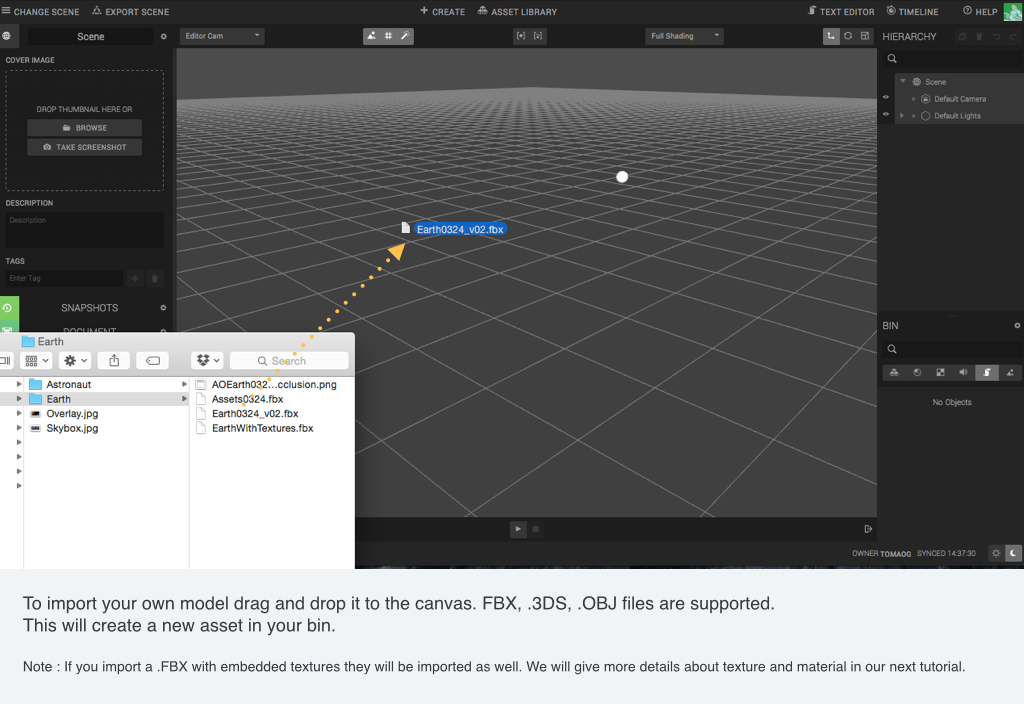 CHANGE SCENE EXPORT SCENE CREATE ASSET LIBRARY TEXT EDITOR TIMELINE HELP
Scene Editor Cam Full Shading HIERARCHY
COVER IMAGE
DROP THUMBNAIL HERE OR
BROWSE
TAKE SCREENSHOT
DESCRIPTION
Description
TAGS
Enter Tag
SNAPSHOTS
DOCUMENT
Scene
Default Camera
Default Lights
Earth0324_v02.fbx
BIN
No Objects
Earth
Search
Astronaut
Earth
Overlay.jpg
Skybox.jpg
AOEarth032...cclusion.png
Assets0324.fbx
Earth0324_v02.fbx
EarthWithTextures.fbx
OWNER TOMAOG SYNCED 14:37:30
To import your own model drag and drop it to the canvas. FBX, .3DS, .OBJ files are supported.
This will create a new asset in your bin.
Note : If you import a .FBX with embedded textures they will be imported as well. We will give more details about texture and material in our next tutorial.